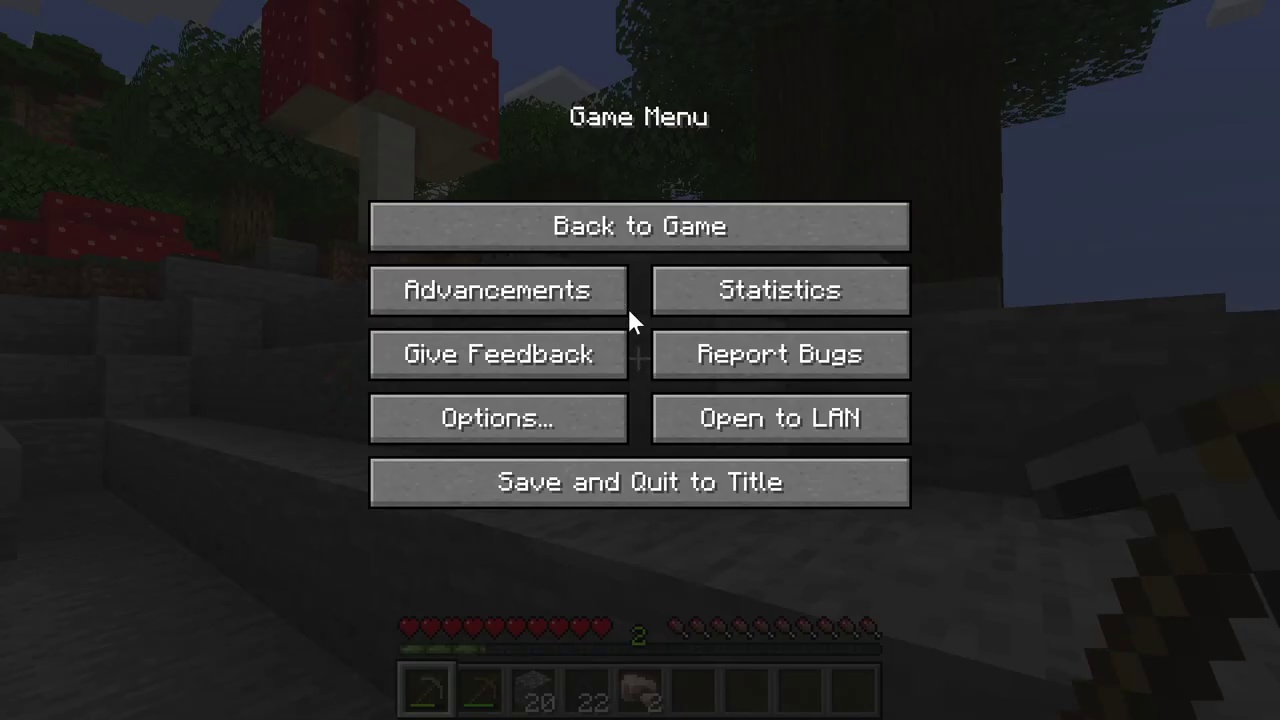 Game Menu
Back to Game
Advancements
Statistics
Give Feedback
Report Bugs
Options...
Open to LAN
Save and Quit to Title
2
20
22
2